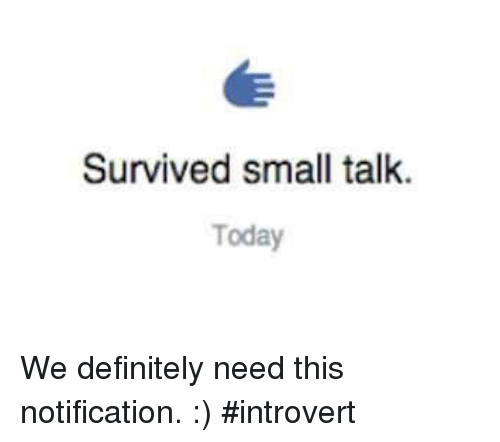 Survived small talk.
Today
We definitely need this
notification. :) #introvert